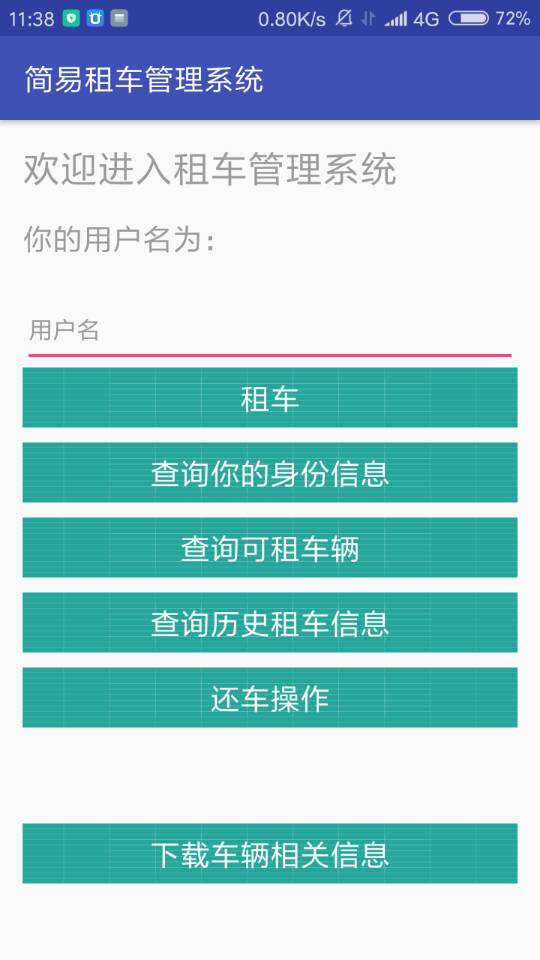 11:38 0.80K/s 4G 72%
简易租车管理系统
欢迎进入租车管理系统
你的用户名为:
用户名
租车
查询你的身份信息
查询可租车辆
查询历史租车信息
还车操作
下载车辆相关信息